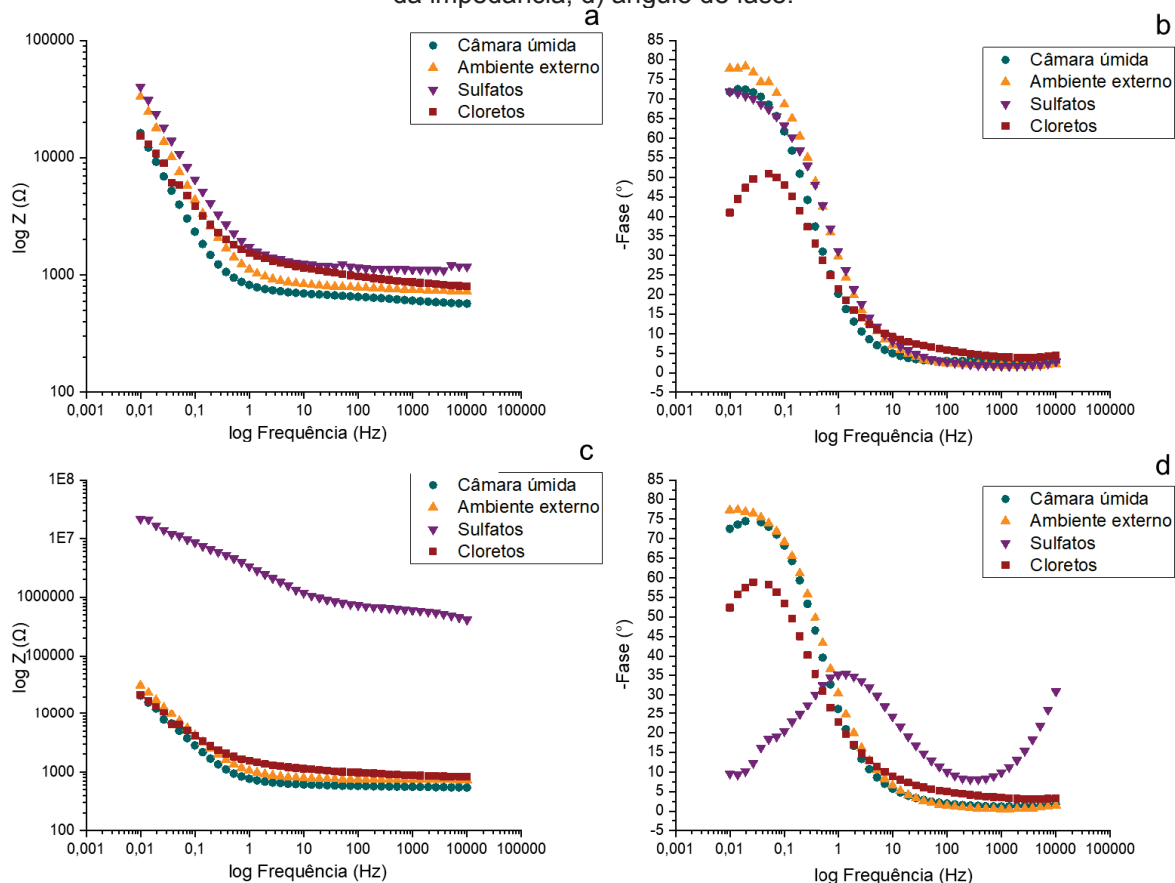 da impedância, d) ângulo de fase.
a
100000
10000
1000
100
log Z (Ω)
0,001 0,01 0,1 1 10 100 1000 10000 100000
log Frequência (Hz)
Câmara úmida
Ambiente externo
Sulfatos
Cloretos
b
85
80
75
70
65
60
55
50
45
40
35
30
25
20
15
10
5
0
-5
-Fase (°)
0,001 0,01 0,1 1 10 100 1000 10000 100000
log Frequência (Hz)
Câmara úmida
Ambiente externo
Sulfatos
Cloretos
c
1E8
1E7
1000000
100000
10000
1000
100
log Z (Ω)
0,001 0,01 0,1 1 10 100 1000 10000 100000
log Frequência (Hz)
Câmara úmida
Ambiente externo
Sulfatos
Cloretos
d
85
80
75
70
65
60
55
50
45
40
35
30
25
20
15
10
5
0
-5
-Fase (°)
0,001 0,01 0,1 1 10 100 1000 10000 100000
log Frequência (Hz)
Câmara úmida
Ambiente externo
Sulfatos
Cloretos